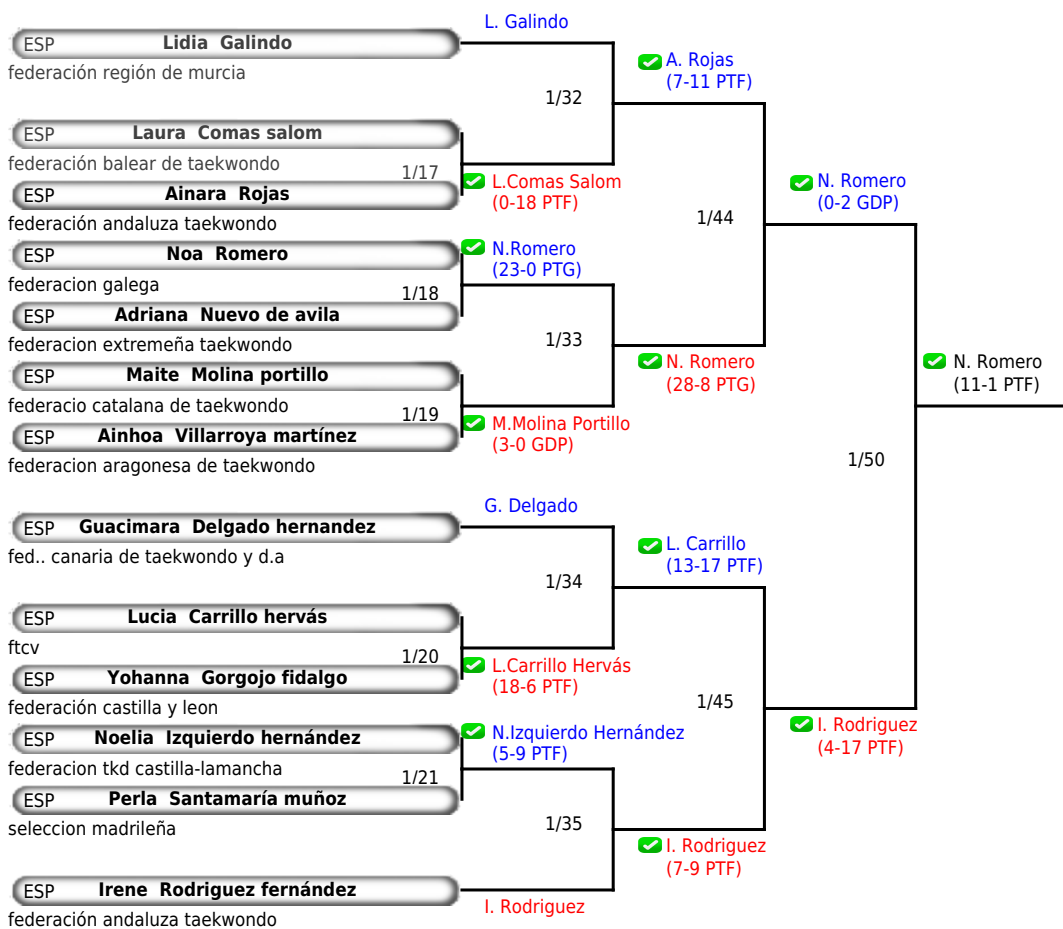 L. Galindo
ESP Lidia Galindo
federación región de murcia
A. Rojas
(7-11 PTF)
1/32
ESP Laura Comas salom
federación balear de taekwondo
1/17
L.Comas Salom
(0-18 PTF)
ESP Ainara Rojas
federación andaluza taekwondo
N. Romero
(0-2 GDP)
1/44
ESP Noa Romero
federacion galega
N.Romero
(23-0 PTG)
1/18
ESP Adriana Nuevo de avila
federacion extremeña taekwondo
1/33
ESP Maite Molina portillo
federacio catalana de taekwondo
N. Romero
(28-8 PTG)
N. Romero
(11-1 PTF)
1/19
M.Molina Portillo
(3-0 GDP)
ESP Ainhoa Villarroya martínez
federacion aragonesa de taekwondo
1/50
G. Delgado
ESP Guacimara Delgado hernandez
fed.. canaria de taekwondo y d.a
L. Carrillo
(13-17 PTF)
1/34
ESP Lucia Carrillo hervás
ftcv
1/20
L.Carrillo Hervás
(18-6 PTF)
ESP Yohanna Gorgojo fidalgo
federación castilla y leon
1/45
ESP Noelia Izquierdo hernández
federacion tkd castilla-lamancha
N.Izquierdo Hernández
(5-9 PTF)
I. Rodriguez
(4-17 PTF)
1/21
ESP Perla Santamaría muñoz
seleccion madrileña
1/35
I. Rodriguez
(7-9 PTF)
ESP Irene Rodriguez fernández
federación andaluza taekwondo
I. Rodriguez